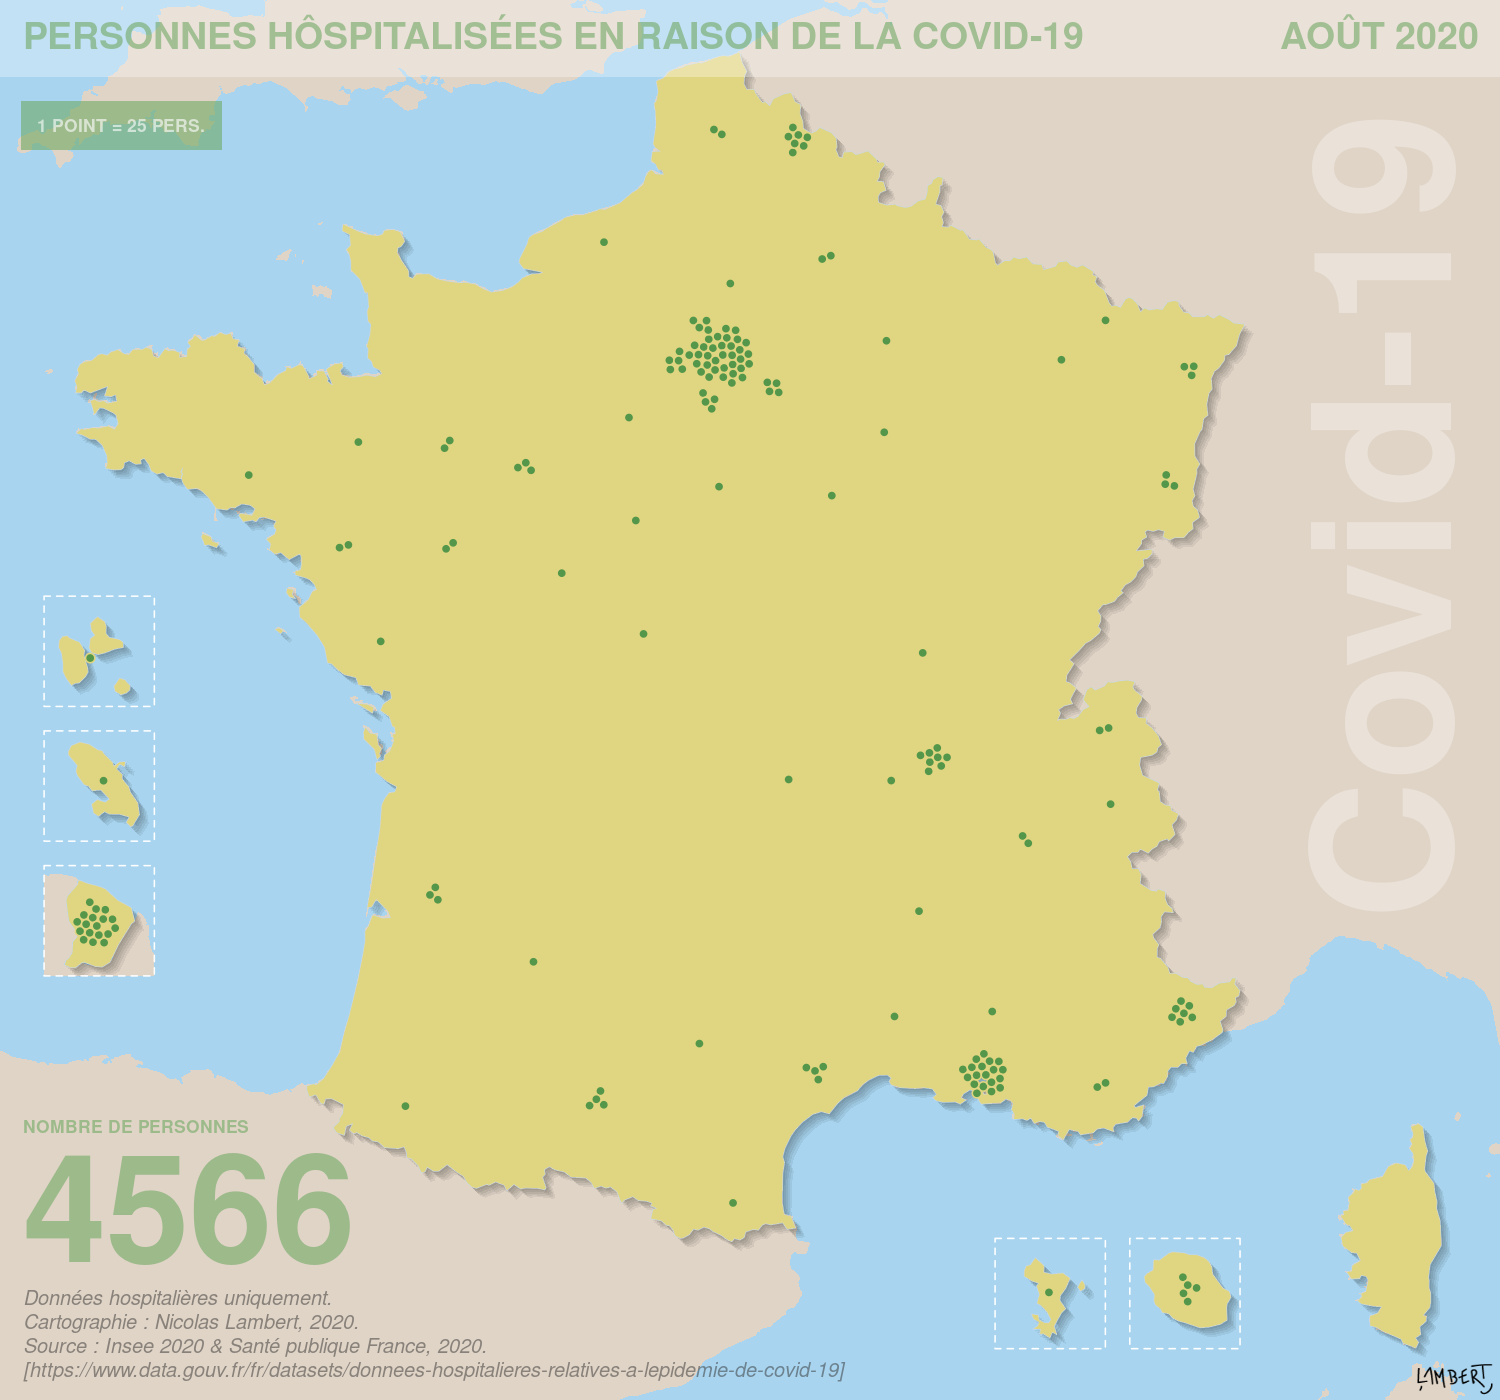 PERSONNES HÔSPITALISÉES EN RAISON DE LA COVID-19
AOÛT 2020
1 POINT = 25 PERS.
Covid-19
NOMBRE DE PERSONNES
4566
Données hospitalières uniquement.
Cartographie : Nicolas Lambert, 2020.
Source : Insee 2020 & Santé publique France, 2020.
[https://www.data.gouv.fr/fr/datasets/donnees-hospitalieres-relatives-a-lepidemie-de-covid-19]
LAMBERT